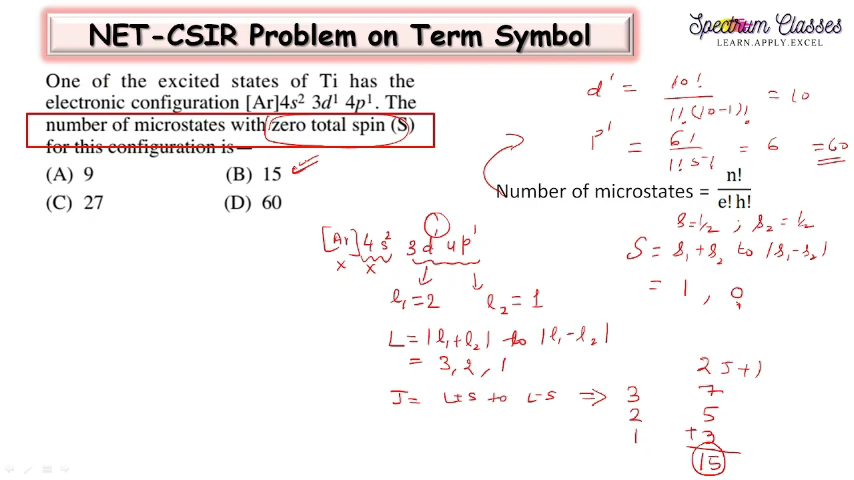 NET-CSIR Problem on Term Symbol
Spectrum Classes
LEARN.APPLY.EXCEL
One of the excited states of Ti has the
electronic configuration [Ar]4s² 3d¹ 4p¹. The
number of microstates with zero total spin (S)
for this configuration is—
(A) 9 (B) 15
(C) 27 (D) 60
d¹ = 10! / 1!(10-1)! = 10
P¹ = 6! / 1! 5! = 6 = 60
Number of microstates = n! / e! h!
s=1/2 ; s₂=1/2
S = s₁+s₂ to |s₁-s₂|
= 1, 0
[Ar] 4s² 3d¹ 4p¹
x x
l₁=2 l₂=1
L= |l₁+l₂| to |l₁-l₂|
= 3, 2, 1
J= L+S to L-S ⇒ 3
2
1
2J+1
7
5
+3
15